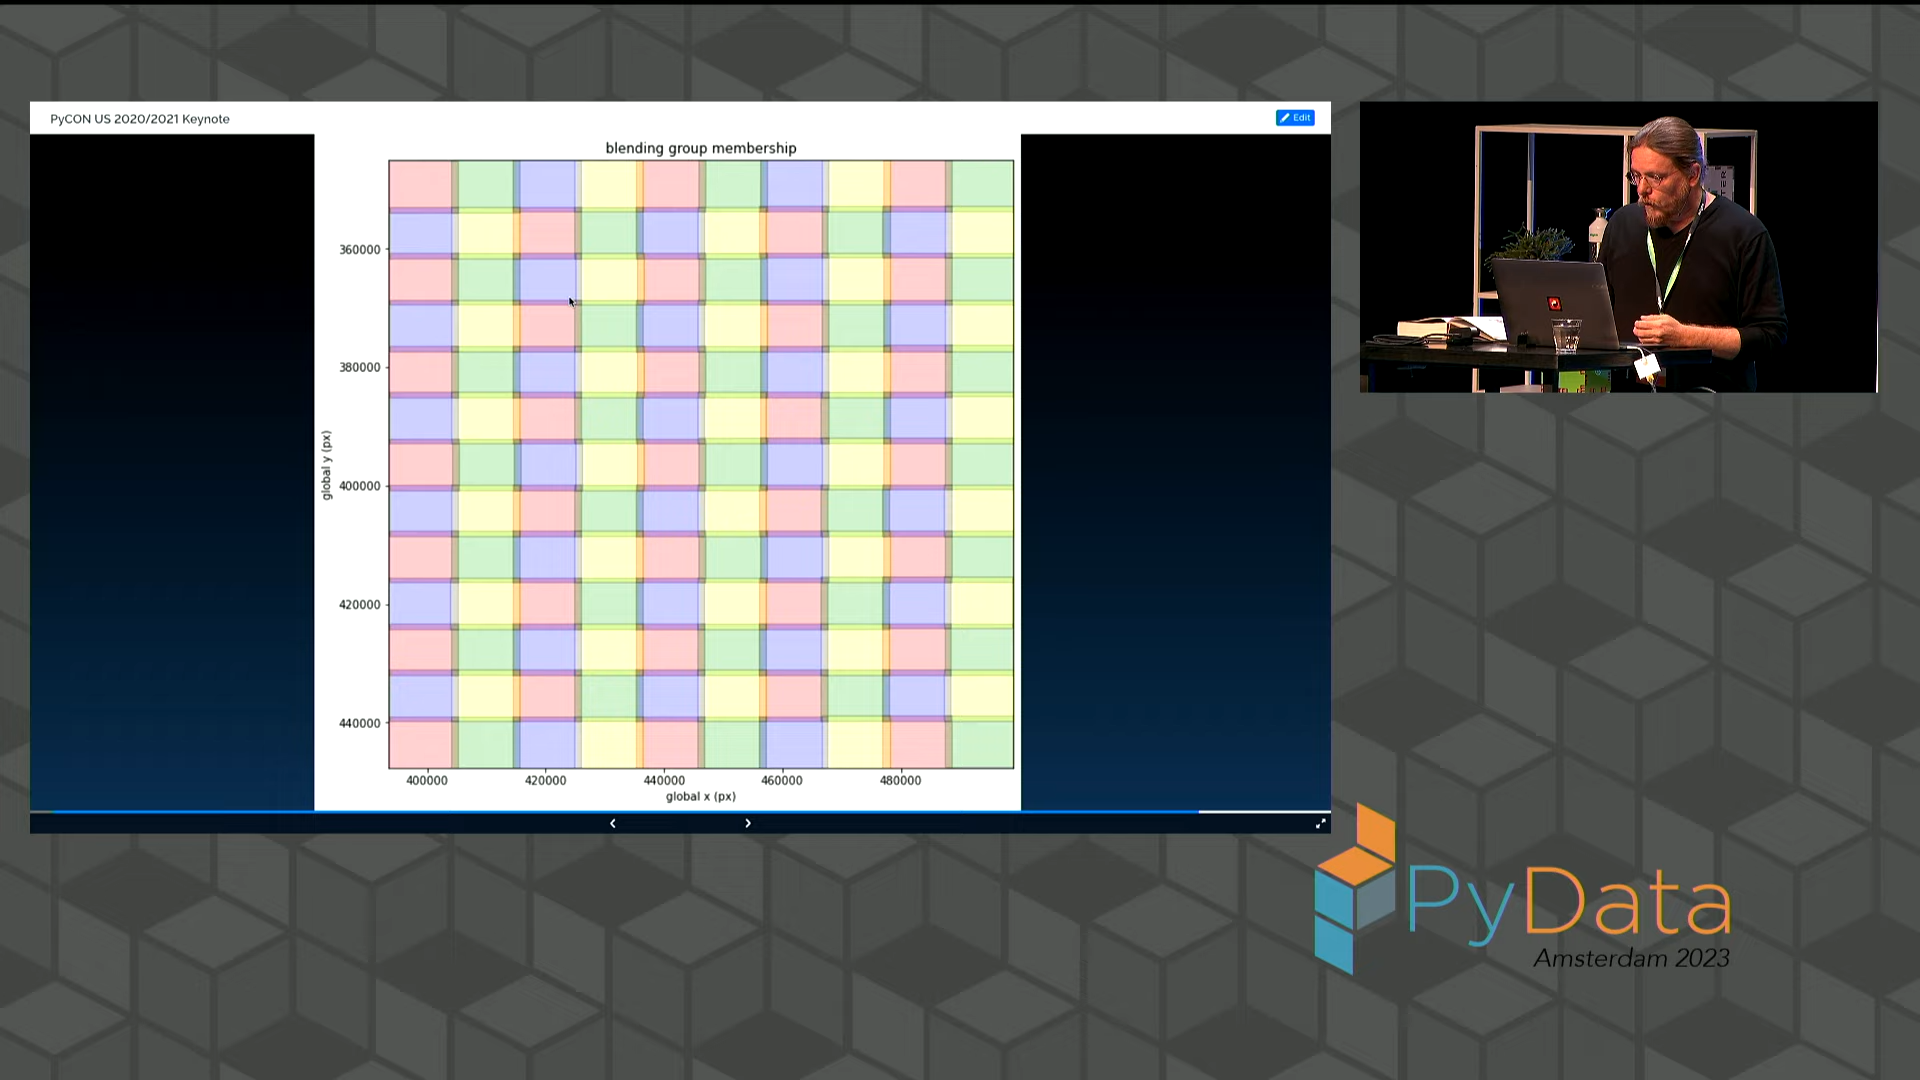 PyCON US 2020/2021 Keynote
Edit
blending group membership
global y (px)
360000
380000
400000
420000
440000
400000
420000
440000
460000
480000
global x (px)
PyData
Amsterdam 2023